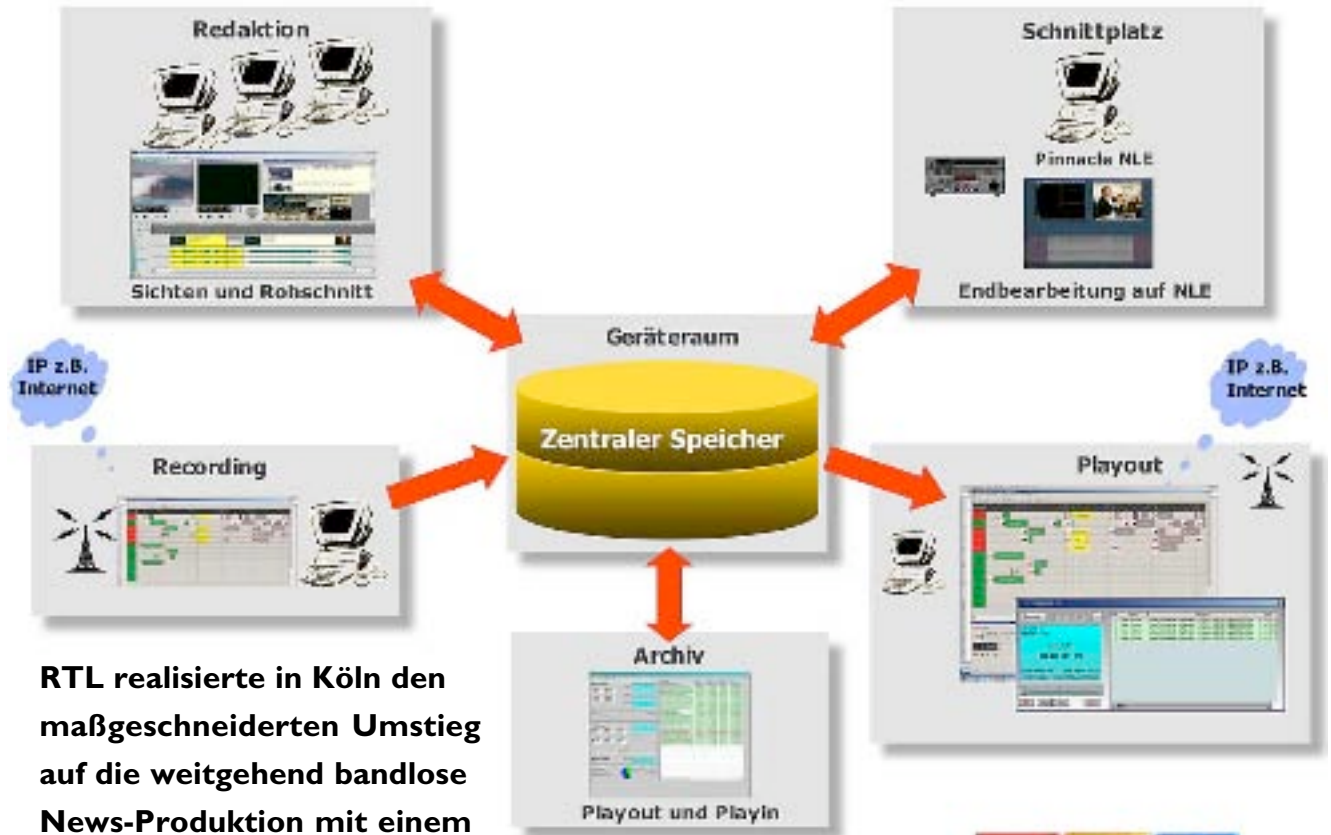 Redaktion
Sichten und Rohschnitt
Schnittplatz
Pinnacle NLE
Endbearbeitung auf NLE
Geräteraum
Zentraler Speicher
IP z.B.
Internet
Recording
IP z.B.
Internet
Playout
Archiv
Playout und Playin
RTL realisierte in Köln den
maßgeschneiderten Umstieg
auf die weitgehend bandlose
News-Produktion mit einem